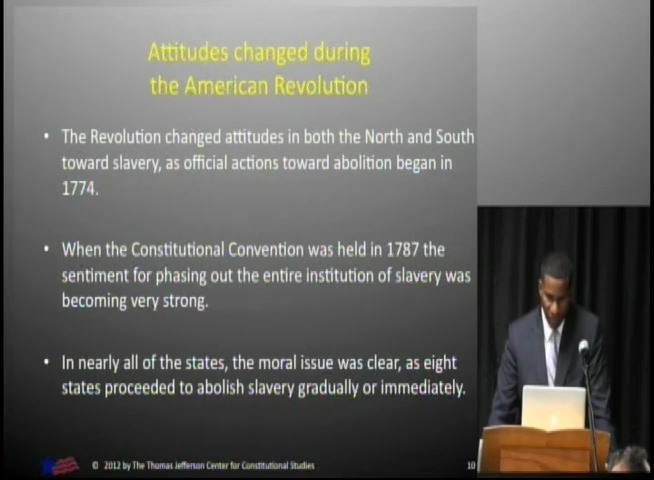 Attitudes changed during
the American Revolution
• The Revolution changed attitudes in both the North and South
toward slavery, as official actions toward abolition began in
1774.
• When the Constitutional Convention was held in 1787 the
sentiment for phasing out the entire institution of slavery was
becoming very strong.
• In nearly all of the states, the moral issue was clear, as eight
states proceeded to abolish slavery gradually or immediately.
© 2012 by The Thomas Jefferson Center for Constitutional Studies
10